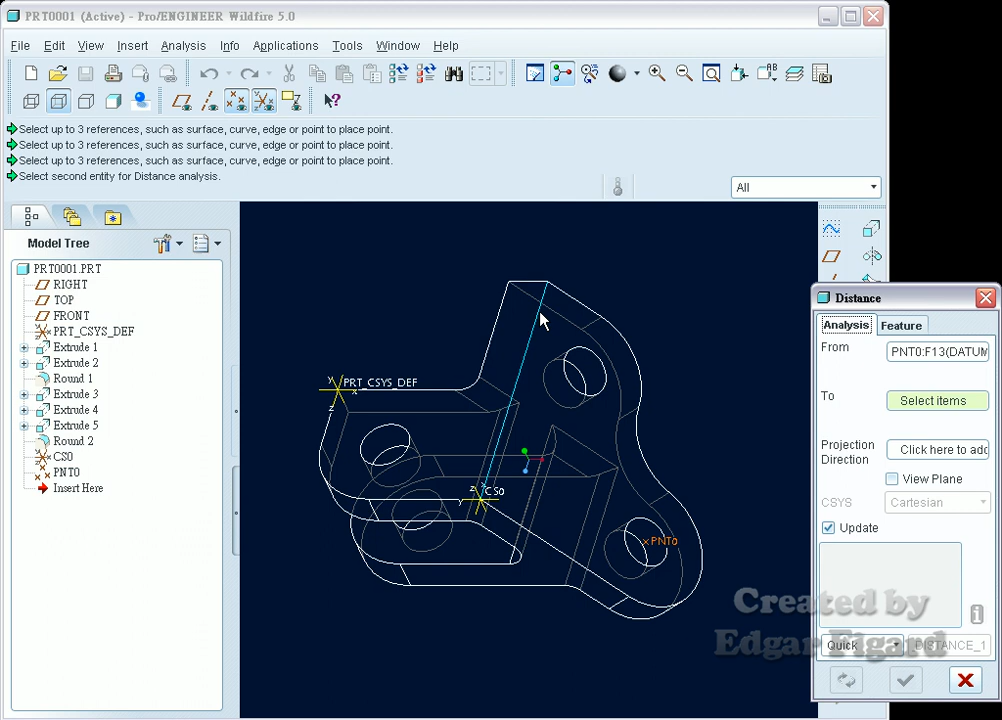 PRT0001 (Active) - Pro/ENGINEER Wildfire 5.0
File Edit View Insert Analysis Info Applications Tools Window Help
Select up to 3 references, such as surface, curve, edge or point to place point.
Select up to 3 references, such as surface, curve, edge or point to place point.
Select up to 3 references, such as surface, curve, edge or point to place point.
Select second entity for Distance analysis.
All
Model Tree
PRT0001.PRT
RIGHT
TOP
FRONT
PRT_CSYS_DEF
Extrude 1
Extrude 2
Round 1
Extrude 3
Extrude 4
Extrude 5
Round 2
CS0
PNT0
Insert Here
y PRT_CSYS_DEF
x
z
z x CS0
y
×PNT0
Distance
Analysis Feature
From PNT0:F13(DATUM
To Select items
Projection Direction Click here to add
View Plane
CSYS Cartesian
Update
Created by
Edgar Figard
Quick DISTANCE_1